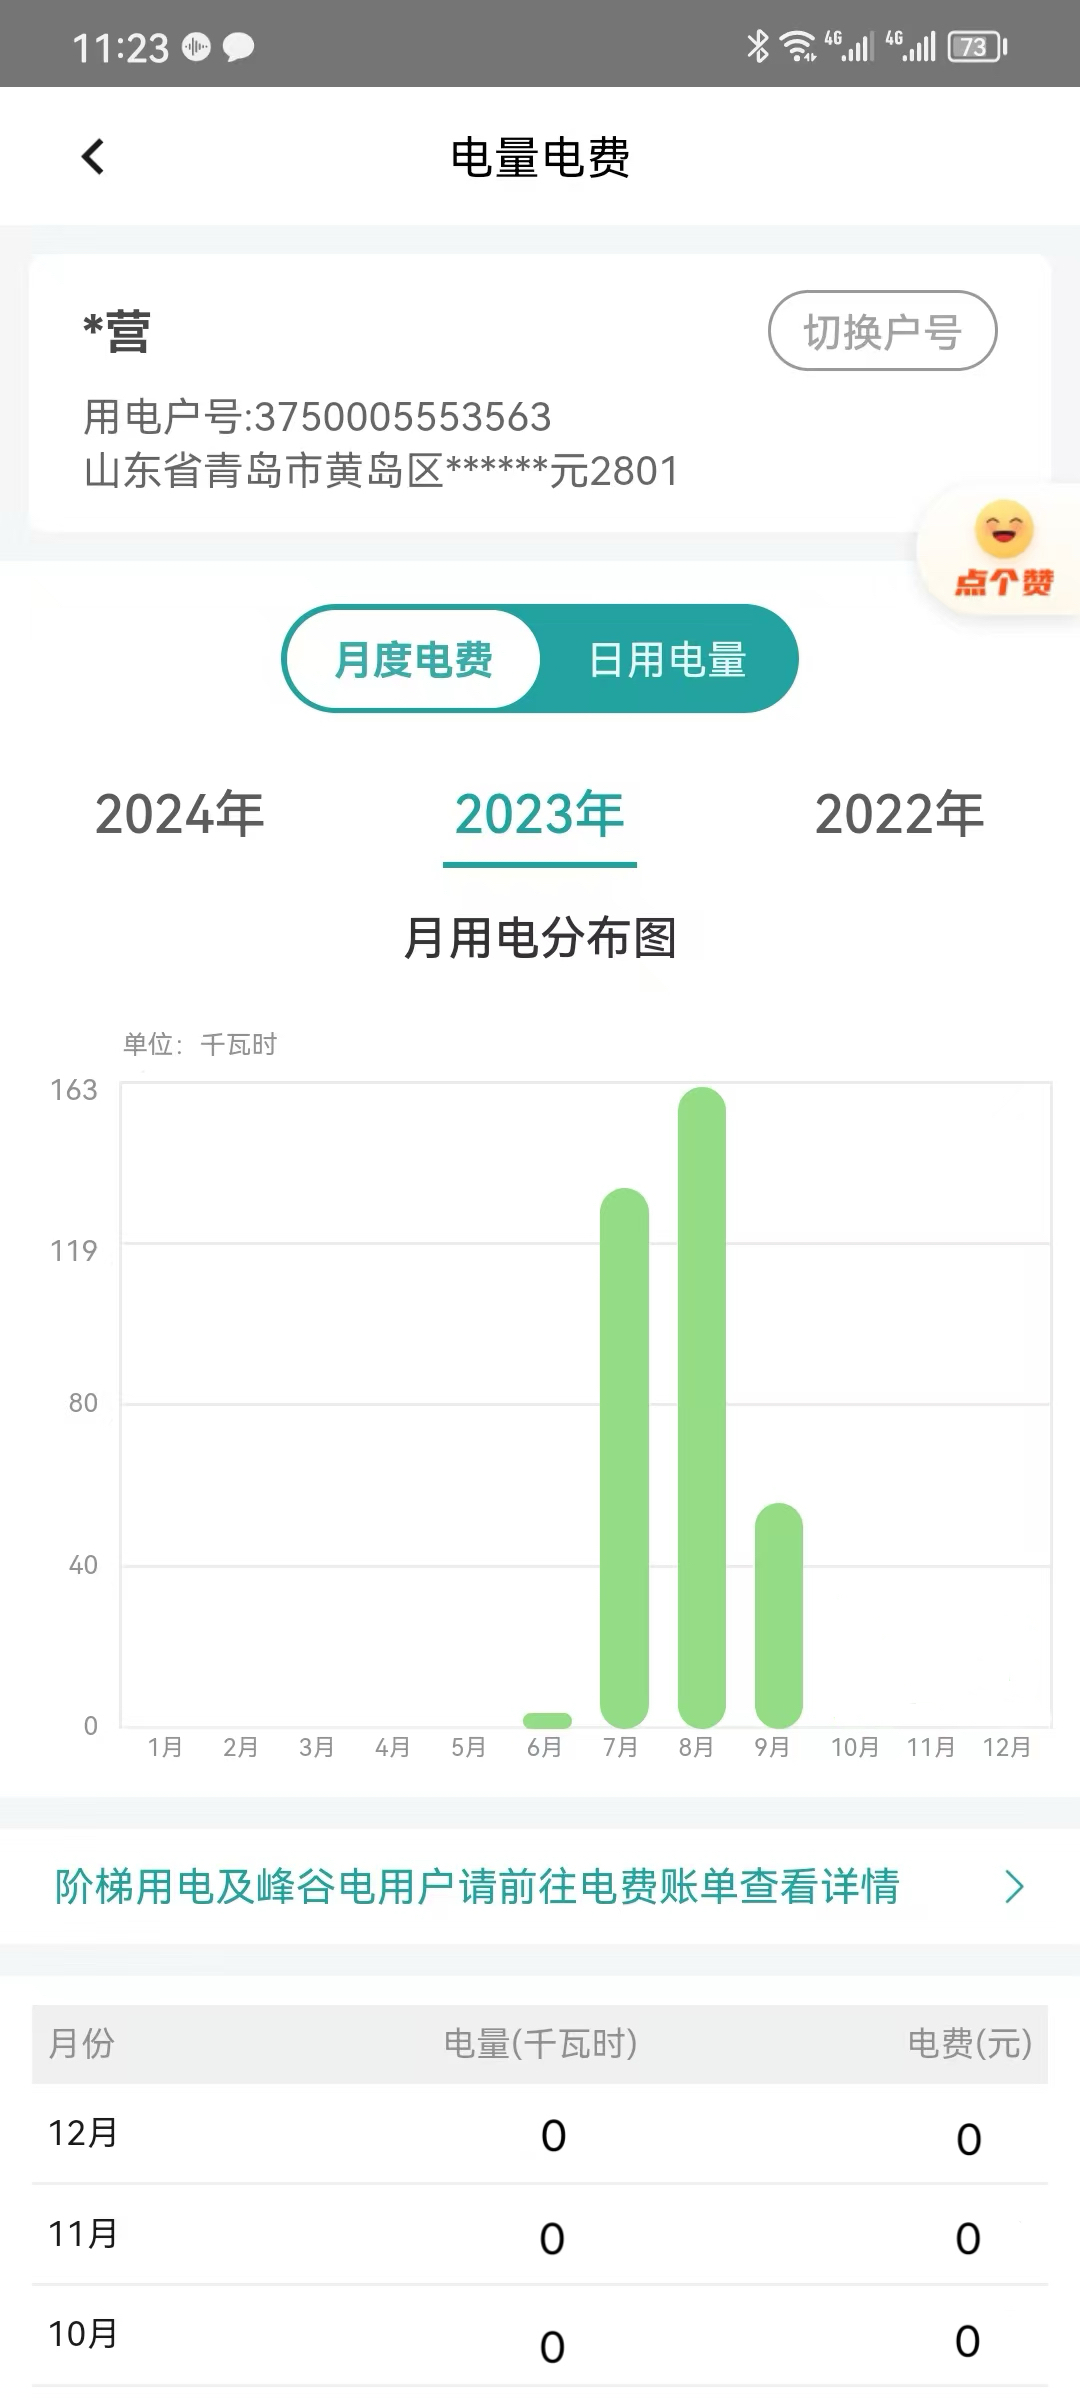 11:23 4G 4G 73
电量电费
*营 切换户号
用电户号:3750005553563
山东省青岛市黄岛区******元2801
点个赞
月度电费 日用电量
2024年 2023年 2022年
月用电分布图
单位：千瓦时
163
119
80
40
0
1月 2月 3月 4月 5月 6月 7月 8月 9月 10月 11月 12月
阶梯用电及峰谷电用户请前往电费账单查看详情
月份 电量(千瓦时) 电费(元)
12月 0 0
11月 0 0
10月 0 0